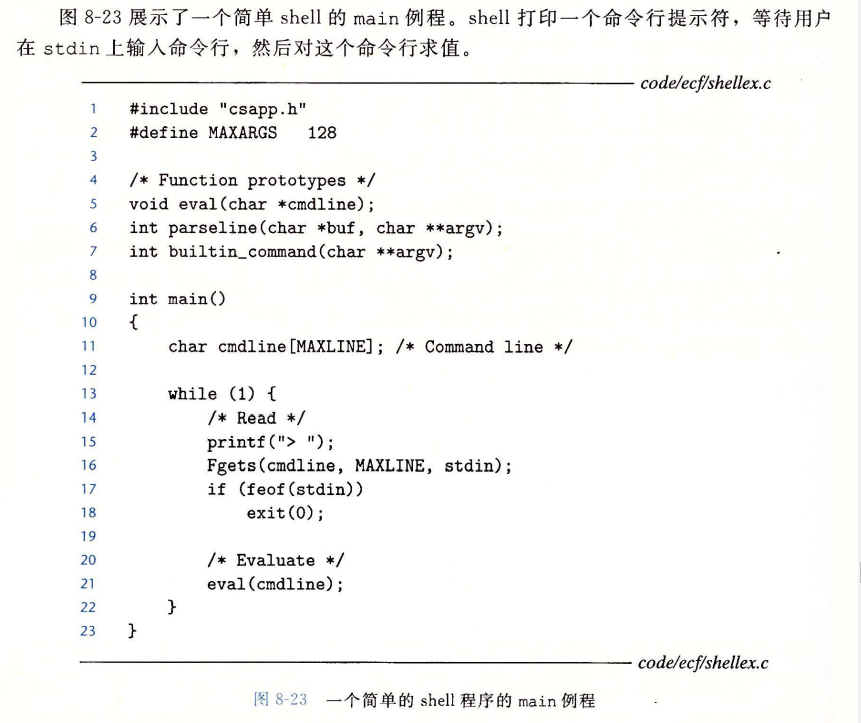 图 8-23 展示了一个简单 shell 的 main 例程。shell 打印一个命令行提示符，等待用户
在 stdin 上输入命令行，然后对这个命令行求值。
code/ecf/shellex.c
1 #include "csapp.h"
2 #define MAXARGS 128
3
4 /* Function prototypes */
5 void eval(char *cmdline);
6 int parseline(char *buf, char **argv);
7 int builtin_command(char **argv);
8
9 int main()
10 {
11     char cmdline[MAXLINE]; /* Command line */
12
13     while (1) {
14         /* Read */
15         printf("> ");
16         Fgets(cmdline, MAXLINE, stdin);
17         if (feof(stdin))
18             exit(0);
19
20         /* Evaluate */
21         eval(cmdline);
22     }
23 }
code/ecf/shellex.c
图 8-23 一个简单的 shell 程序的 main 例程